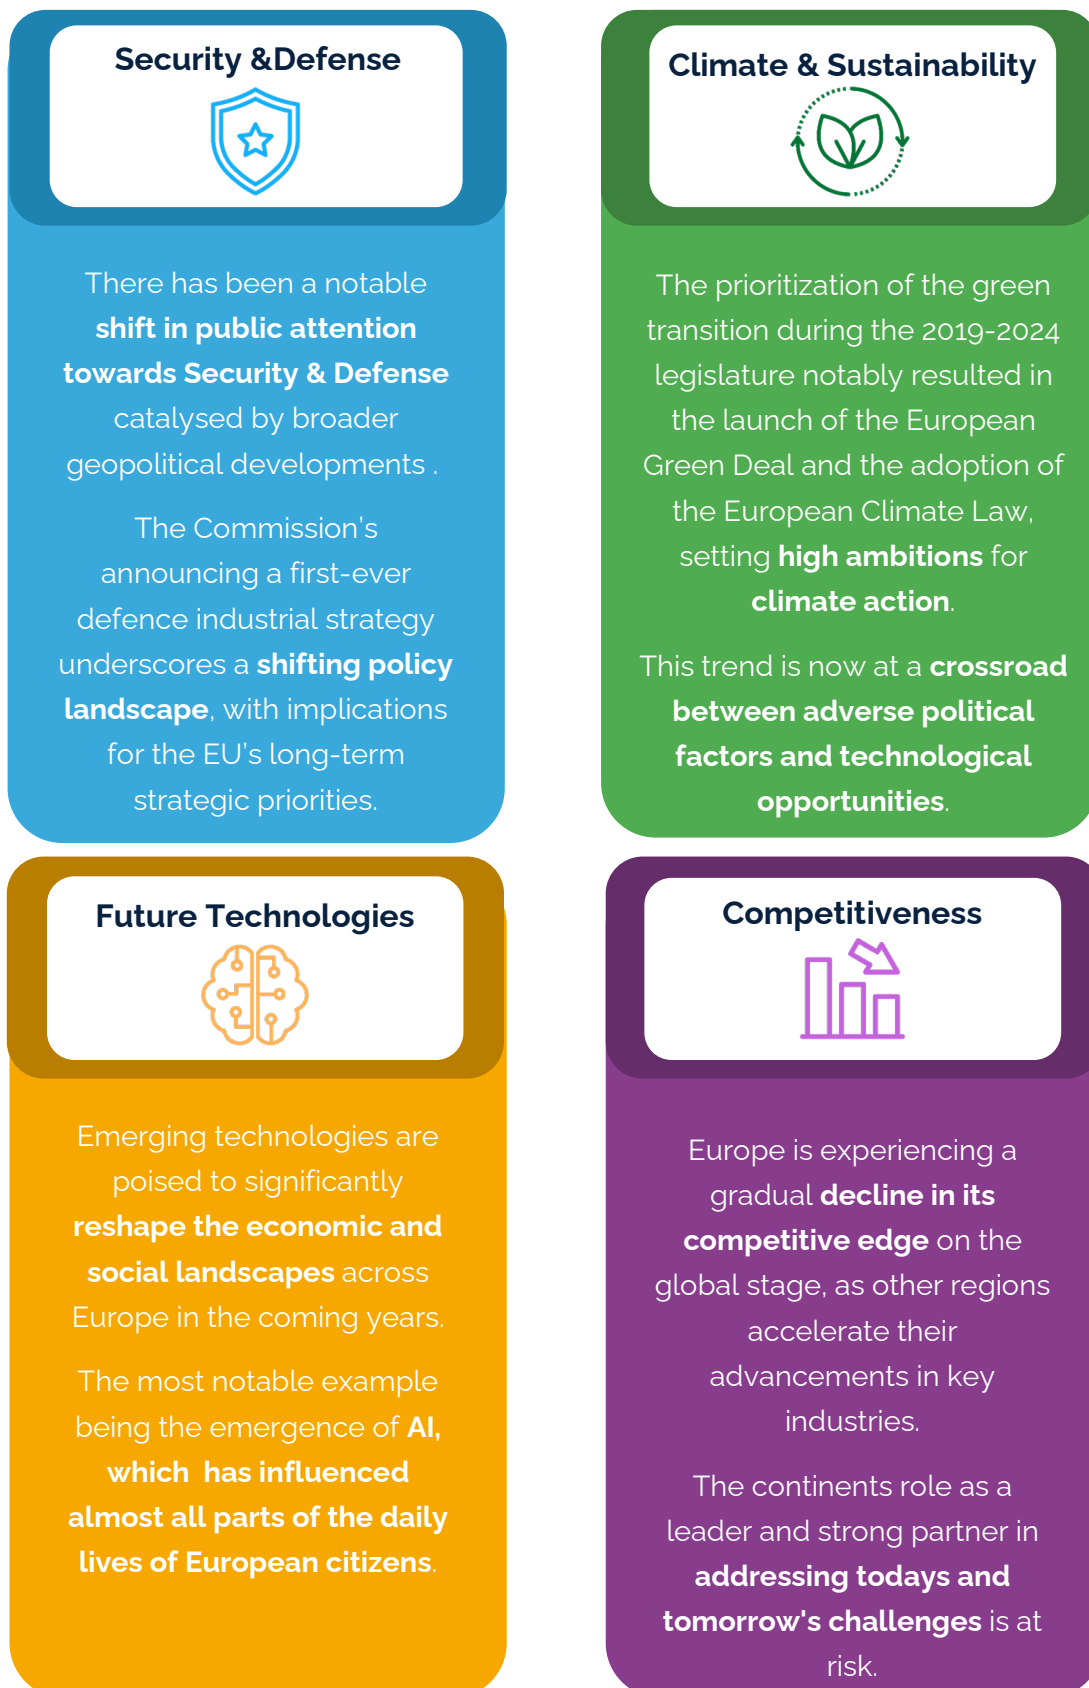 Security &Defense
There has been a notable
shift in public attention
towards Security & Defense
catalysed by broader
geopolitical developments .
The Commission's
announcing a first-ever
defence industrial strategy
underscores a shifting policy
landscape, with implications
for the EU's long-term
strategic priorities.
Climate & Sustainability
The prioritization of the green
transition during the 2019-2024
legislature notably resulted in
the launch of the European
Green Deal and the adoption of
the European Climate Law,
setting high ambitions for
climate action.
This trend is now at a crossroad
between adverse political
factors and technological
opportunities.
Future Technologies
Emerging technologies are
poised to significantly
reshape the economic and
social landscapes across
Europe in the coming years.
The most notable example
being the emergence of AI,
which  has influenced
almost all parts of the daily
lives of European citizens.
Competitiveness
Europe is experiencing a
gradual decline in its
competitive edge on the
global stage, as other regions
accelerate their
advancements in key
industries.
The continents role as a
leader and strong partner in
addressing todays and
tomorrow's challenges is at
risk.